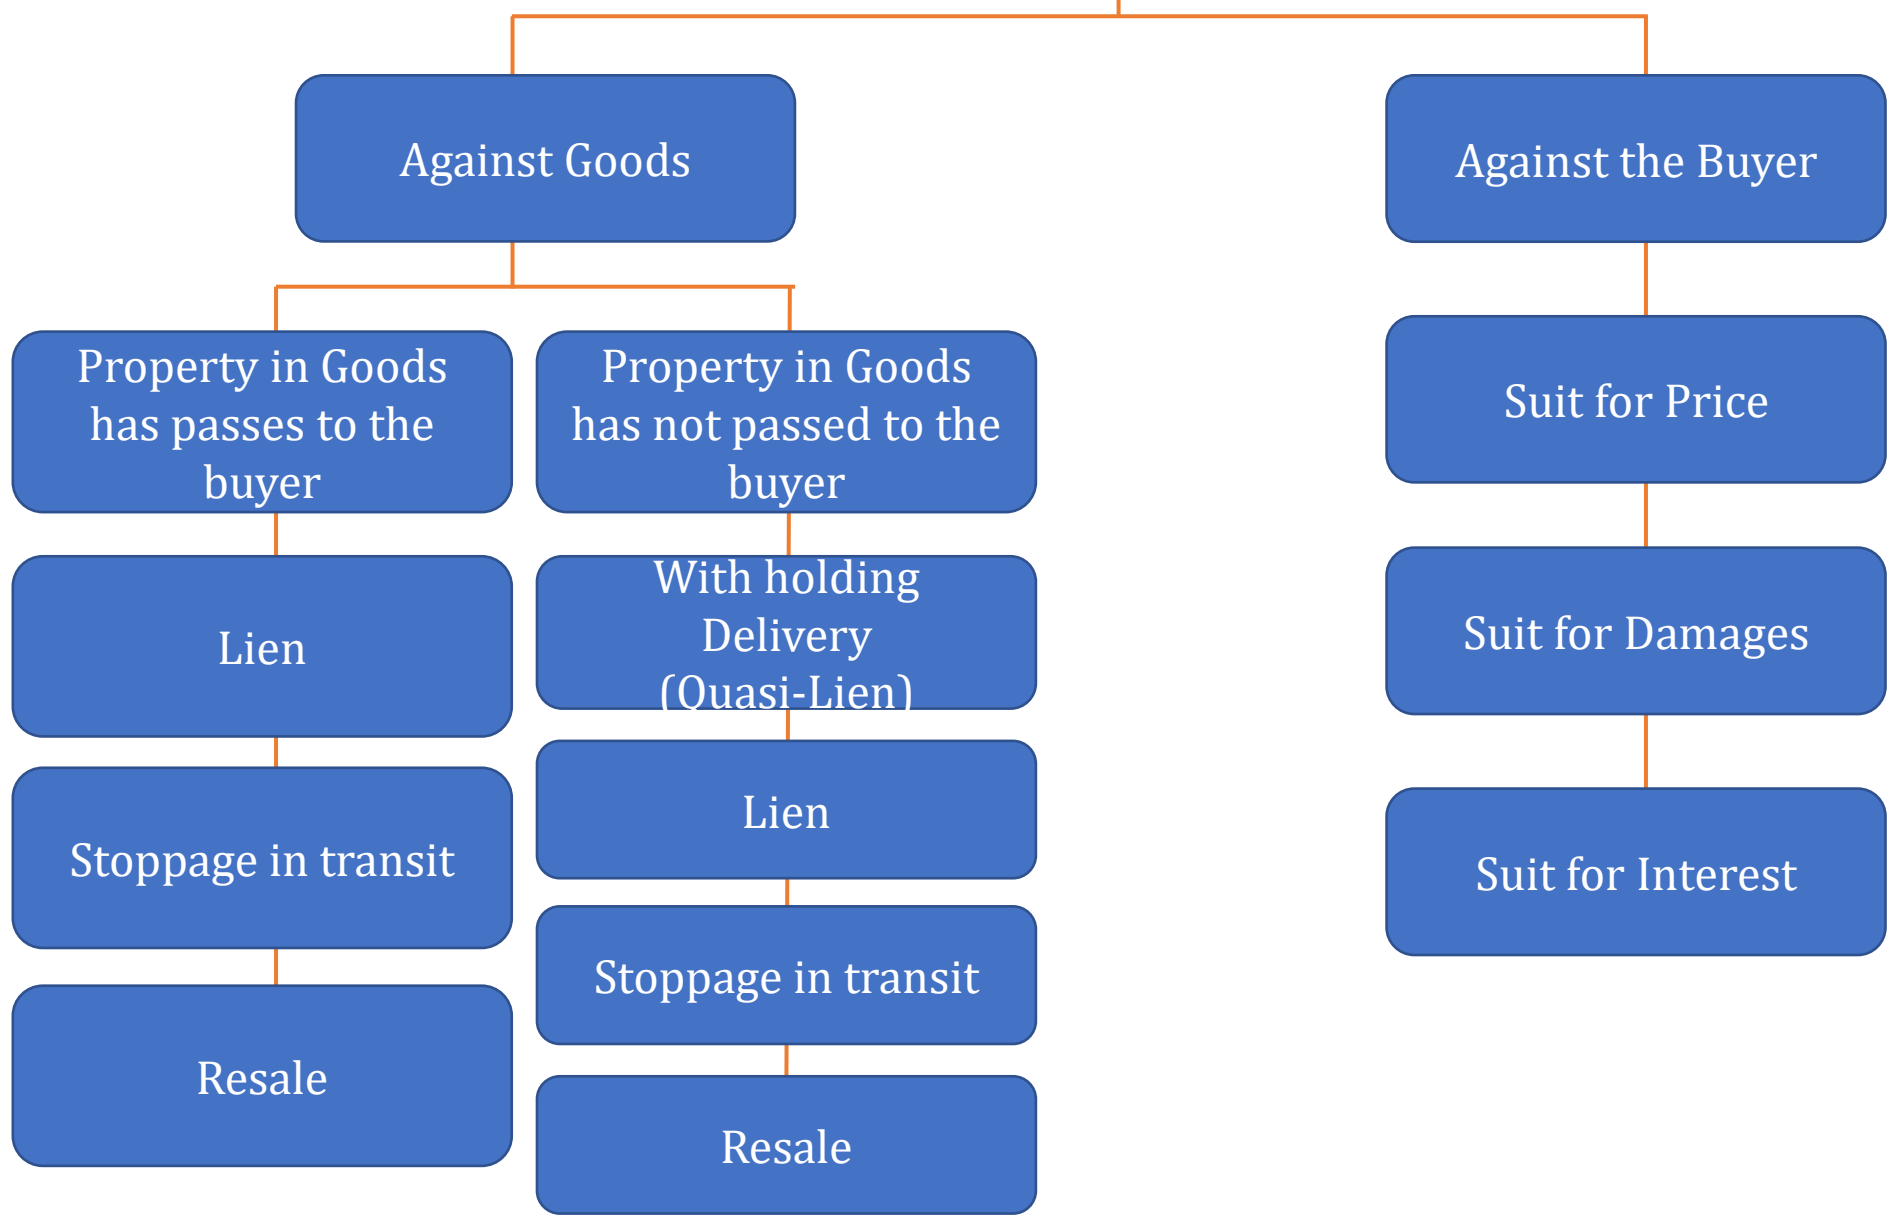 Against Goods
Against the Buyer
Property in Goods
has passes to the
buyer
Property in Goods
has not passed to the
buyer
Lien
Stoppage in transit
Resale
With holding
Delivery
(Quasi-Lien)
Lien
Stoppage in transit
Resale
Suit for Price
Suit for Damages
Suit for Interest